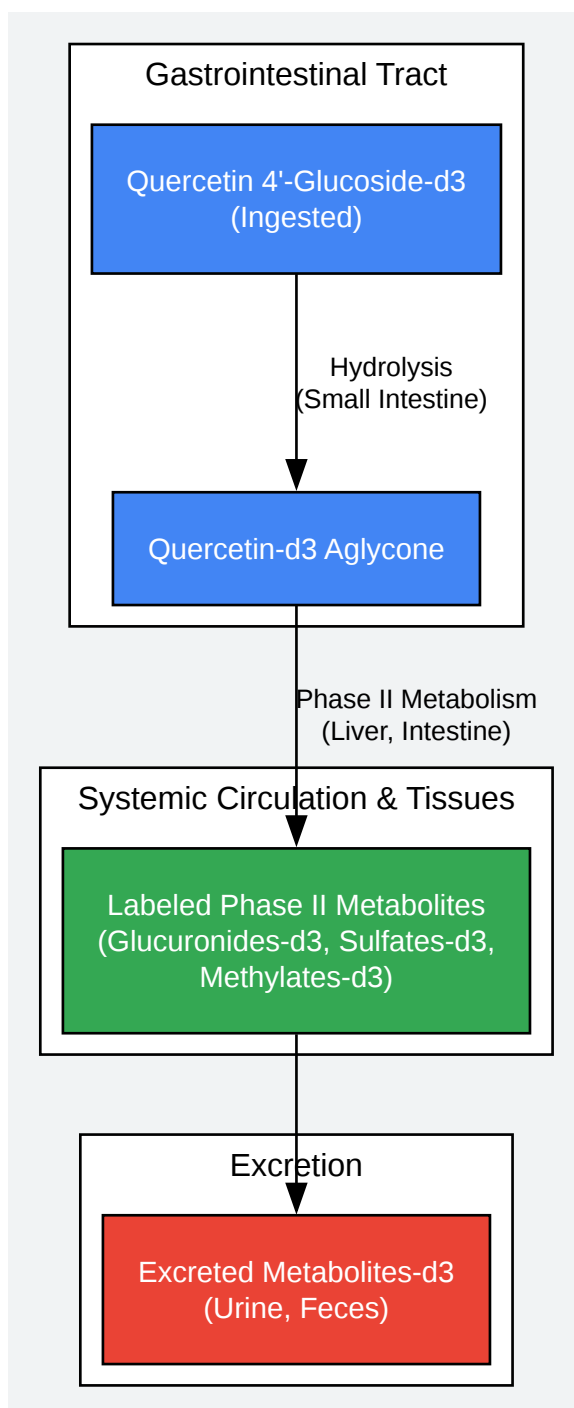 Gastrointestinal Tract
Quercetin 4'-Glucoside-d3
(Ingested)
Hydrolysis
(Small Intestine)
Quercetin-d3 Aglycone
Phase II Metabolism
(Liver, Intestine)
Systemic Circulation & Tissues
Labeled Phase II Metabolites
(Glucuronides-d3, Sulfates-d3,
Methylates-d3)
Excretion
Excreted Metabolites-d3
(Urine, Feces)